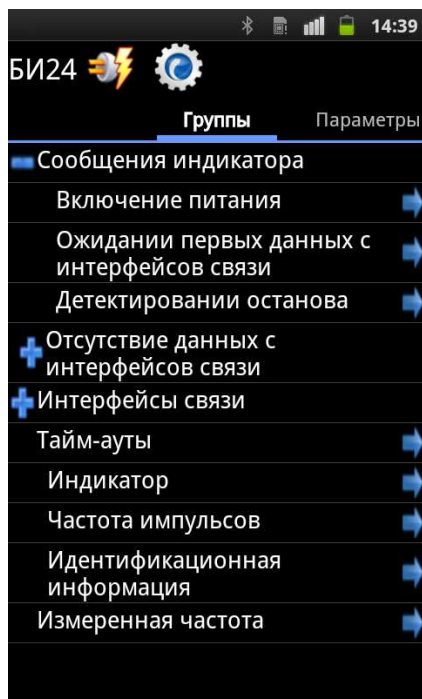 14:39
БИ24
Группы Параметры
Сообщения индикатора
Включение питания
Ожидании первых данных с
интерфейсов связи
Детектировании останова
Отсутствие данных с
интерфейсов связи
Интерфейсы связи
Тайм-ауты
Индикатор
Частота импульсов
Идентификационная
информация
Измеренная частота